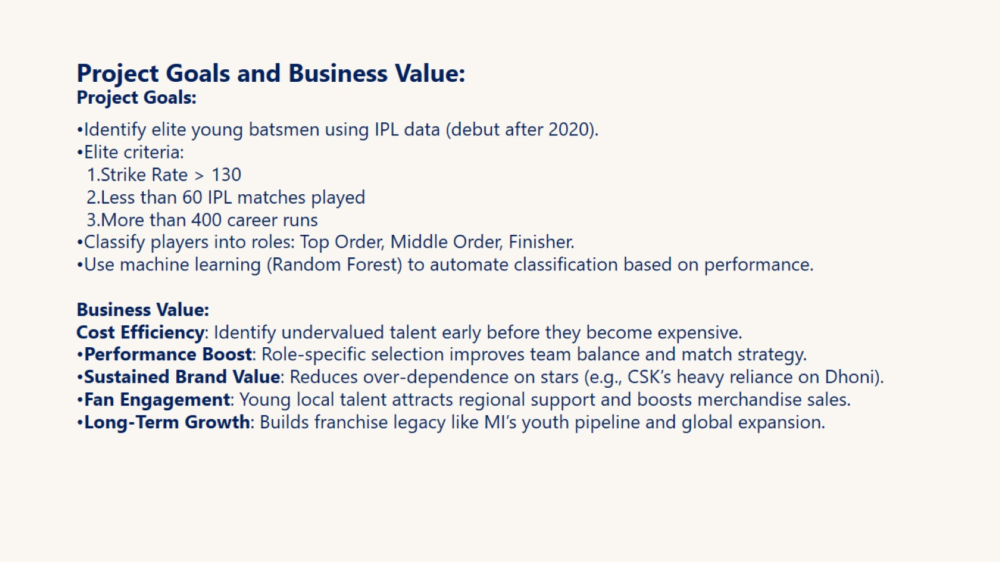 Project Goals and Business Value:
Project Goals:
•Identify elite young batsmen using IPL data (debut after 2020).
•Elite criteria:
1.Strike Rate > 130
2.Less than 60 IPL matches played
3.More than 400 career runs
•Classify players into roles: Top Order, Middle Order, Finisher.
•Use machine learning (Random Forest) to automate classification based on performance.
Business Value:
Cost Efficiency: Identify undervalued talent early before they become expensive.
•Performance Boost: Role-specific selection improves team balance and match strategy.
•Sustained Brand Value: Reduces over-dependence on stars (e.g., CSK’s heavy reliance on Dhoni).
•Fan Engagement: Young local talent attracts regional support and boosts merchandise sales.
•Long-Term Growth: Builds franchise legacy like MI’s youth pipeline and global expansion.